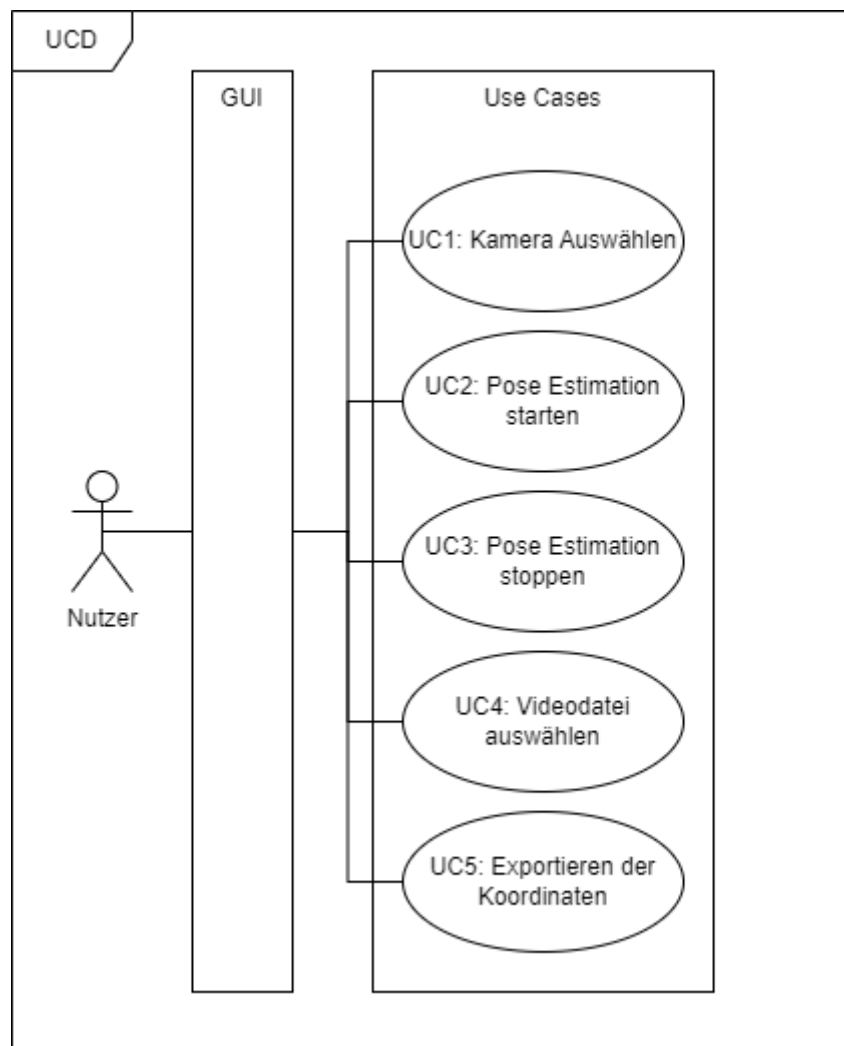 UCD
GUI
Use Cases
UC1: Kamera Auswählen
UC2: Pose Estimation
starten
UC3: Pose Estimation
stoppen
Nutzer
UC4: Videodatei
auswählen
UC5: Exportieren der
Koordinaten